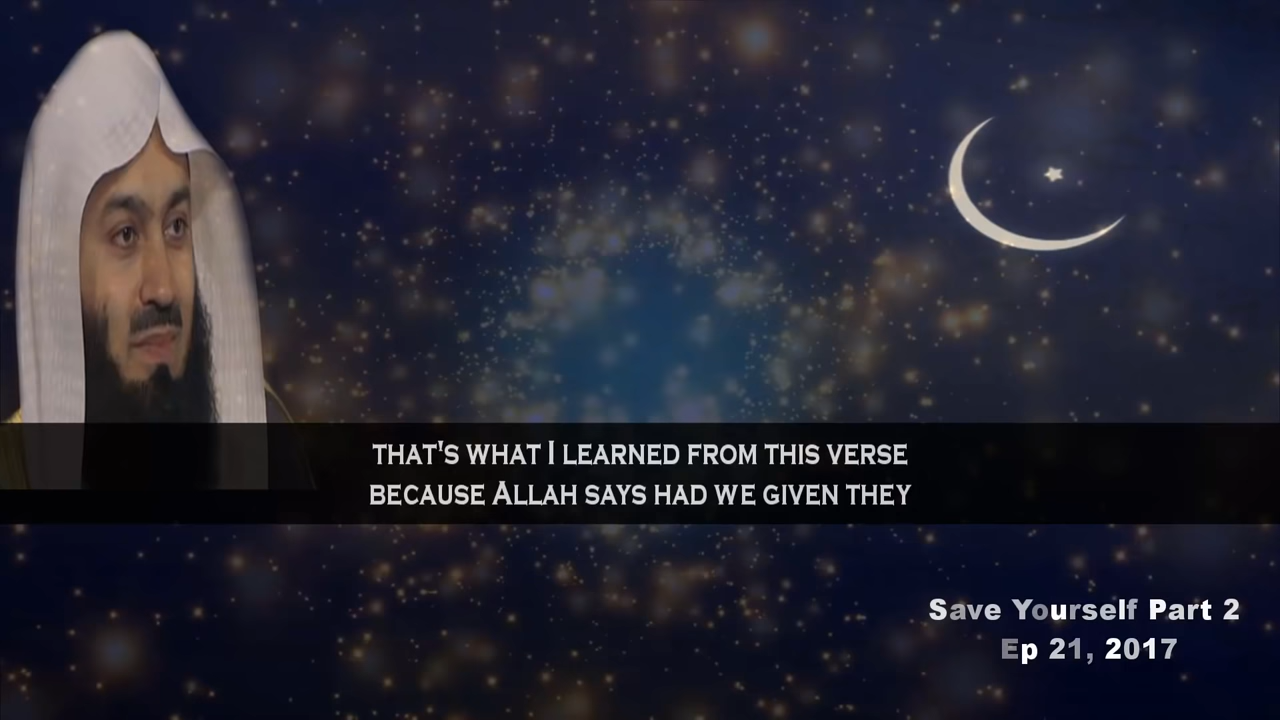 THAT'S WHAT I LEARNED FROM THIS VERSE
BECAUSE ALLAH SAYS HAD WE GIVEN THEY
Save Yourself Part 2
Ep 21, 2017